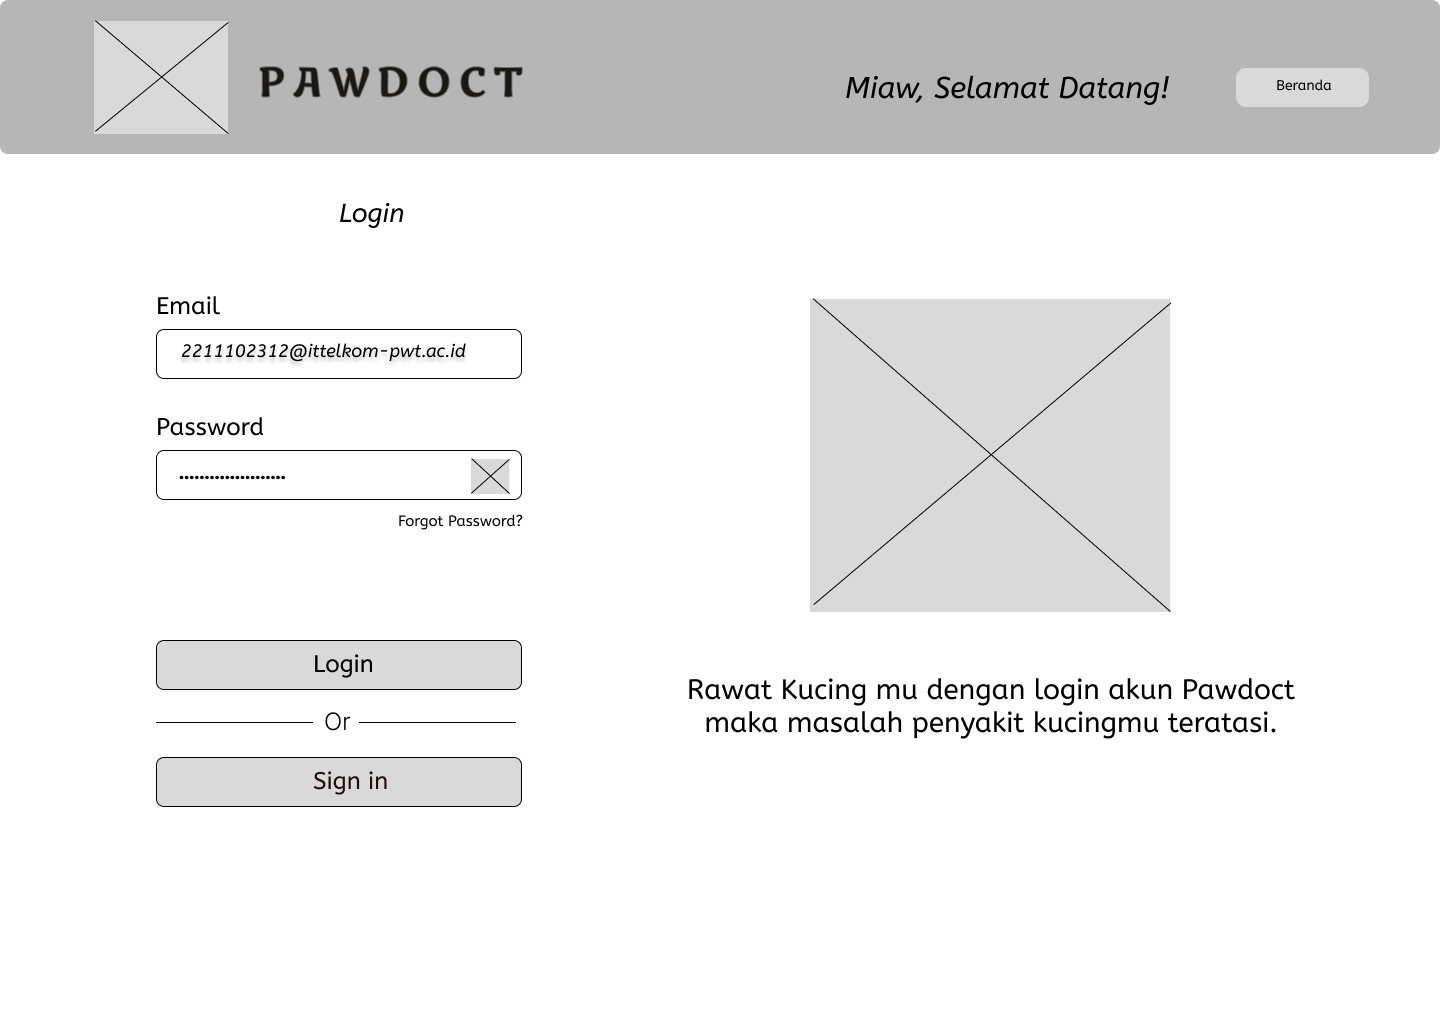 PAWDOCT
Miaw, Selamat Datang!
Beranda
Login
Email
2211102312@ittelkom-pwt.ac.id
Password
Forgot Password?
Login
Or
Sign in
Rawat Kucing mu dengan login akun Pawdoct
maka masalah penyakit kucingmu teratasi.